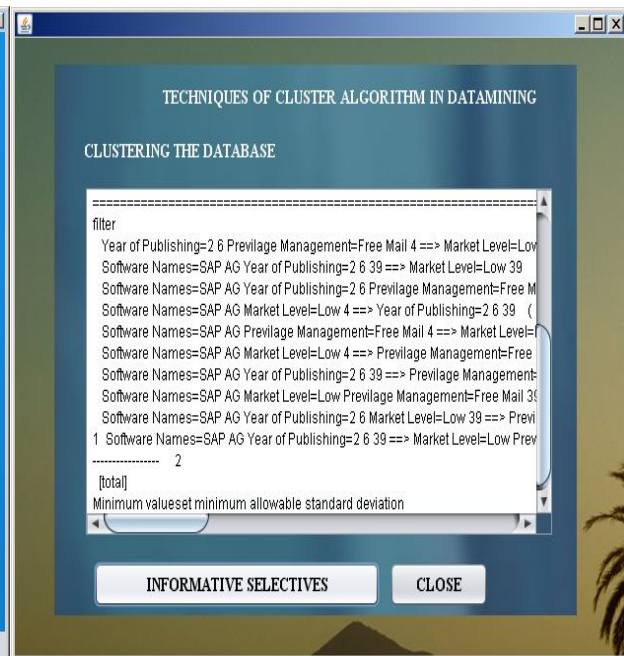 TECHNIQUES OF CLUSTER ALGORITHM IN DATAMINING
CLUSTERING THE DATABASE
================================================================
filter
Year of Publishing=2 6 Previlage Management=Free Mail 4 ==> Market Level=Low
Software Names=SAP AG Year of Publishing=2 6 39 ==> Market Level=Low 39
Software Names=SAP AG Year of Publishing=2 6 Previlage Management=Free M
Software Names=SAP AG Market Level=Low 4 ==> Year of Publishing=2 6 39 (
Software Names=SAP AG Previlage Management=Free Mail 4 ==> Market Level=
Software Names=SAP AG Market Level=Low 4 ==> Previlage Management=Free
Software Names=SAP AG Year of Publishing=2 6 39 ==> Previlage Management=
Software Names=SAP AG Market Level=Low Previlage Management=Free Mail 39
Software Names=SAP AG Year of Publishing=2 6 Market Level=Low 39 ==> Previ
1 Software Names=SAP AG Year of Publishing=2 6 39 ==> Market Level=Low Prev
---------------- 2
[total]
Minimum valueset minimum allowable standard deviation
INFORMATIVE SELECTIVES
CLOSE